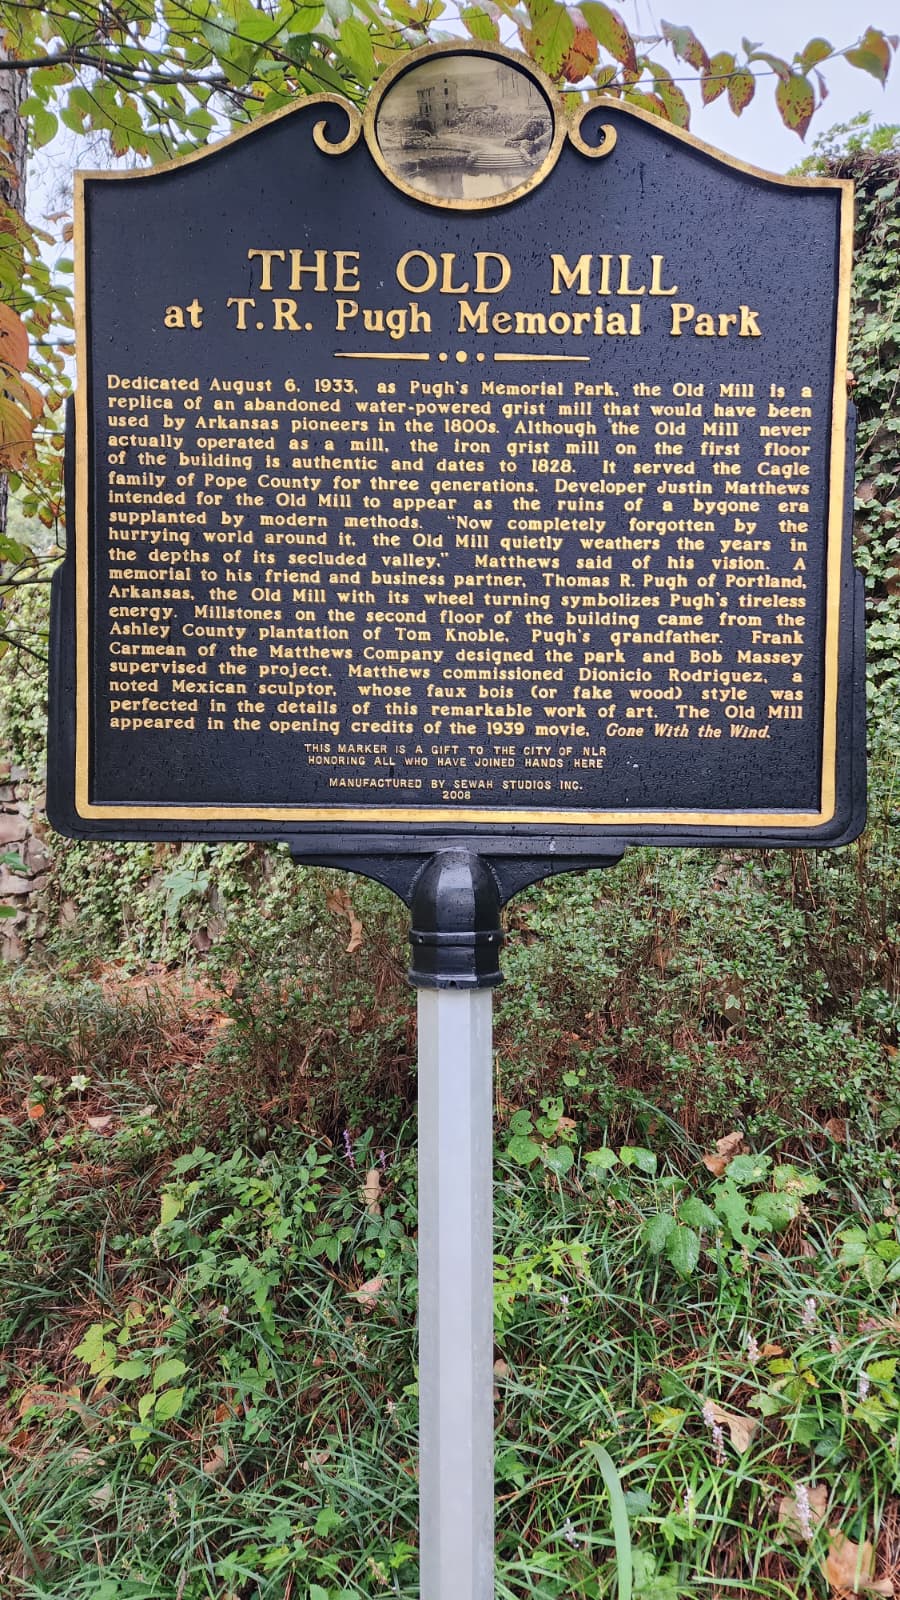 THE OLD MILL
at T.R. Pugh Memorial Park
Dedicated August 6, 1933, as Pugh's Memorial Park, the Old Mill is a
replica of an abandoned water-powered grist mill that would have been
used by Arkansas pioneers in the 1800s. Although the Old Mill never
actually operated as a mill, the iron grist mill on the first floor
of the building is authentic and dates to 1828. It served the Cagle
family of Pope County for three generations. Developer Justin Matthews
intended for the Old Mill to appear as the ruins of a bygone era
supplanted by modern methods. "Now completely forgotten by the
hurrying world around it, the Old Mill quietly weathers the years in
the depths of its secluded valley," Matthews said of his vision. A
memorial to his friend and business partner, Thomas R. Pugh of Portland,
Arkansas, the Old Mill with its wheel turning symbolizes Pugh's tireless
energy. Millstones on the second floor of the building came from the
Ashley County plantation of Tom Knoble, Pugh's grandfather. Frank
Carmean of the Matthews Company designed the park and Bob Massey
supervised the project. Matthews commissioned Dionicio Rodriguez, a
noted Mexican sculptor, whose faux bois (or fake wood) style was
perfected in the details of this remarkable work of art. The Old Mill
appeared in the opening credits of the 1939 movie, Gone With the Wind.
THIS MARKER IS A GIFT TO THE CITY OF NLR
HONORING ALL WHO HAVE JOINED HANDS HERE
MANUFACTURED BY SEWAH STUDIOS INC.
2008